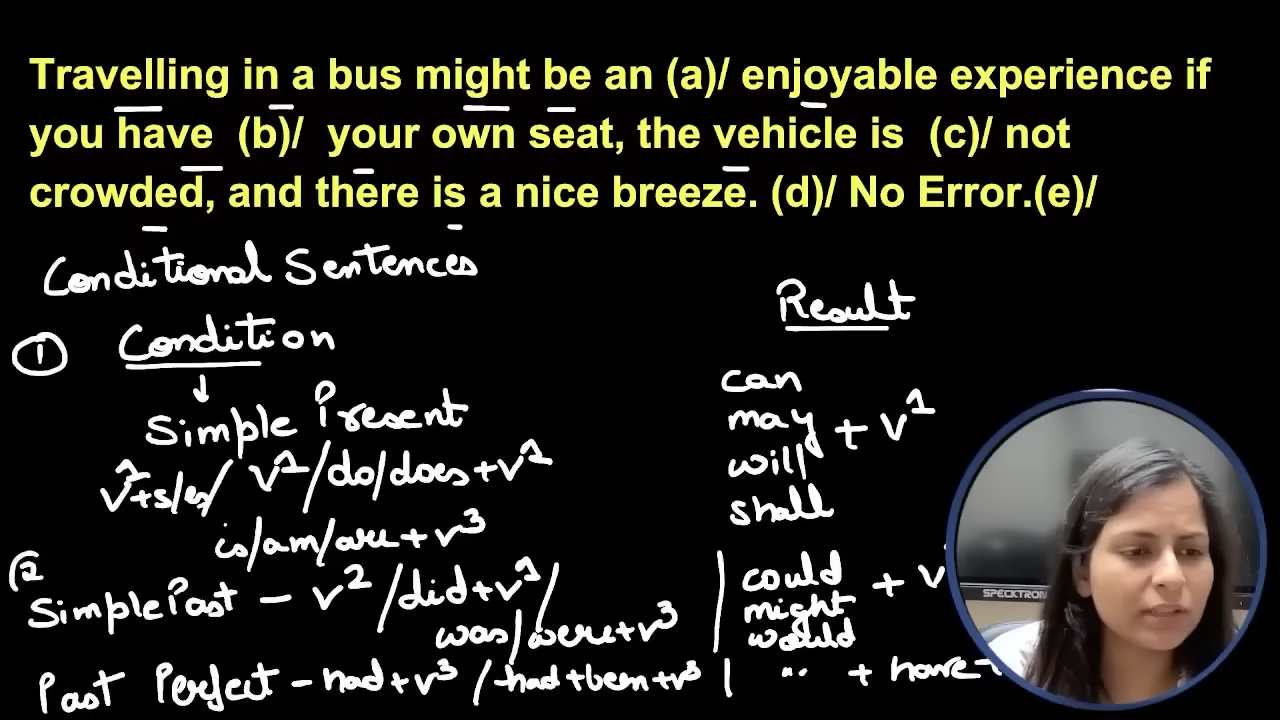 Travelling in a bus might be an (a)/ enjoyable experience if
you have (b)/ your own seat, the vehicle is (c)/ not
crowded, and there is a nice breeze. (d)/ No Error.(e)/
Conditional Sentences
① Condition
Result
↓
Simple Present
V¹+s/es/ V¹/do/does+V¹
is/am/are+V³
can
may
will
shall
+ V¹
②
Simple Past – V² /did+V¹/
was/were+V³
could
might
would
+ V
SPECKTRON
Past Perfect – had+V³ /had+been+V³ | " + have